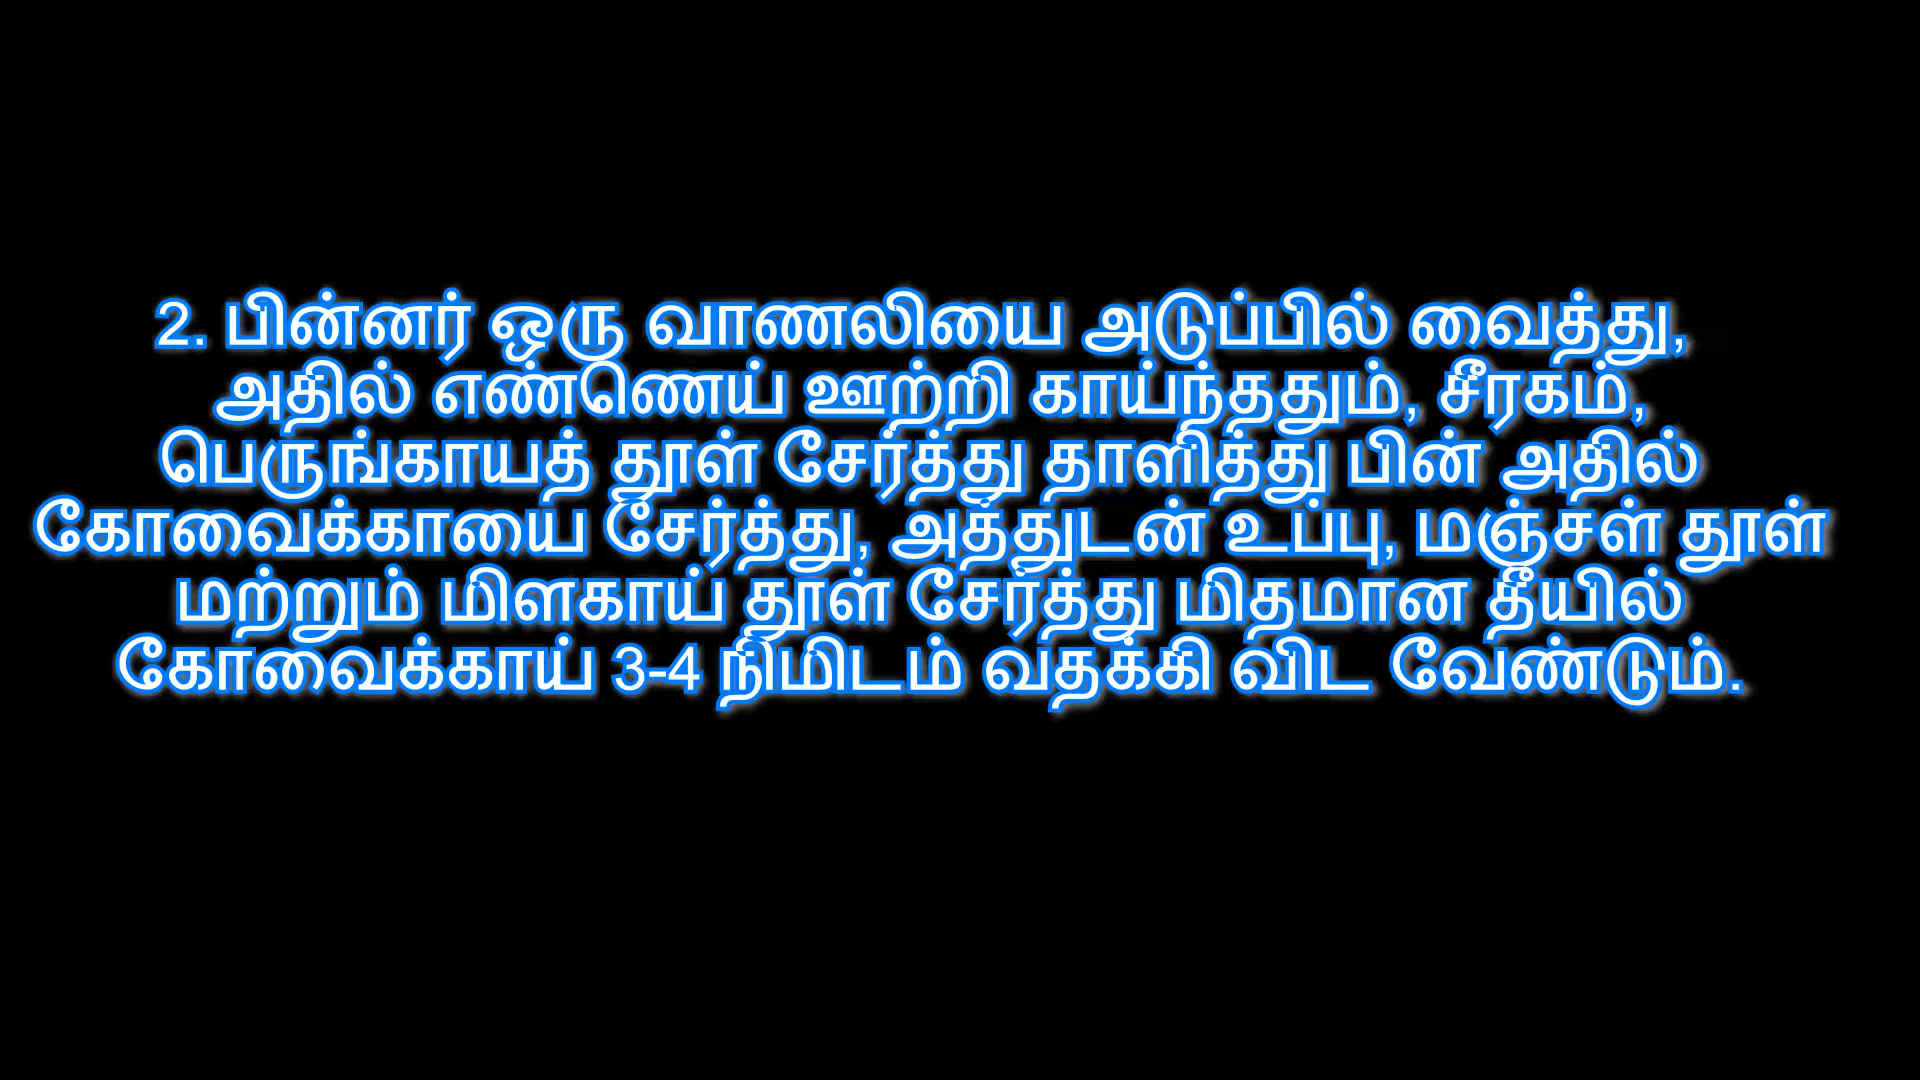 2. பின்னர் ஒரு வாணலியை அடுப்பில் வைத்து,
அதில் எண்ணெய் ஊற்றி காய்ந்ததும், சீரகம்,
பெருங்காயத் தூள் சேர்த்து தாளித்து பின் அதில்
கோவைக்காயை சேர்த்து, அத்துடன் உப்பு, மஞ்சள் தூள்
மற்றும் மிளகாய் தூள் சேர்த்து மிதமான தீயில்
கோவைக்காய் 3-4 நிமிடம் வதக்கி விட வேண்டும்.